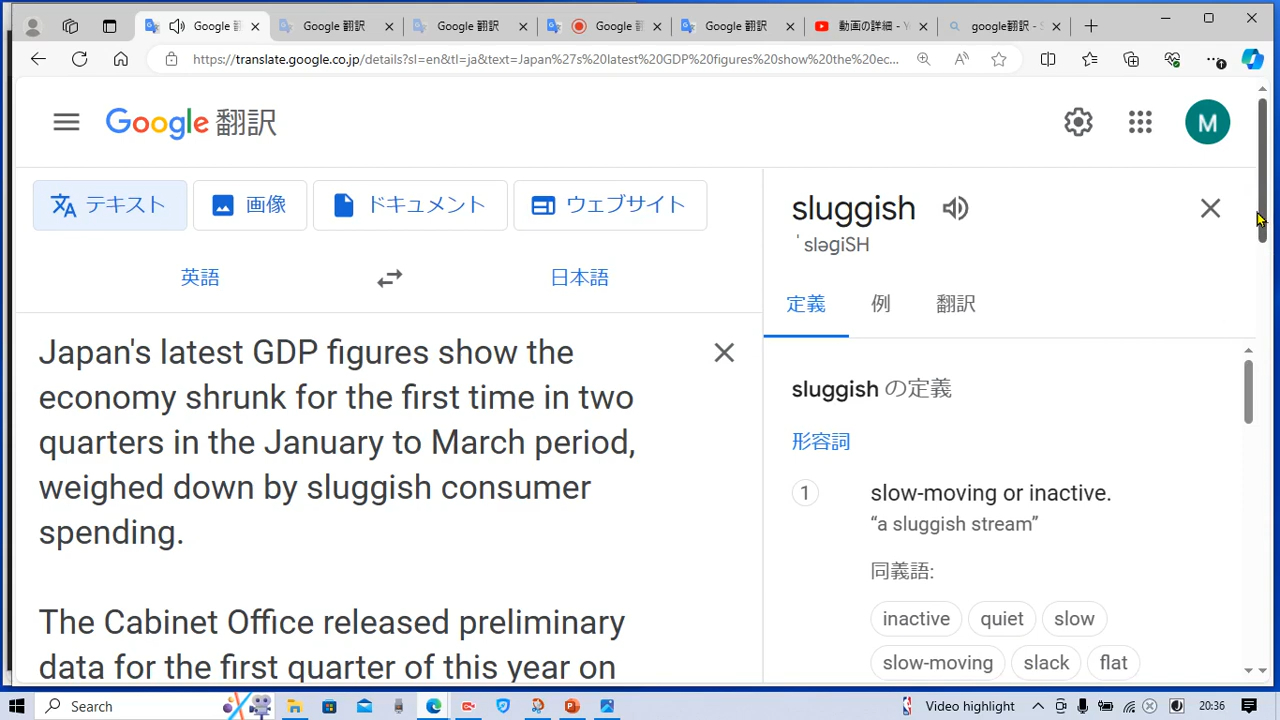 Google 翻訳
Google 翻訳
Google 翻訳
Google 翻
Google 翻訳
動画の詳細 - Y
google翻訳 - S
https://translate.google.co.jp/details?sl=en&tl=ja&text=Japan%27s%20latest%20GDP%20figures%20show%20the%20ec...
Google 翻訳
M
テキスト
画像
ドキュメント
ウェブサイト
英語
日本語
Japan's latest GDP figures show the
economy shrunk for the first time in two
quarters in the January to March period,
weighed down by sluggish consumer
spending.
The Cabinet Office released preliminary
data for the first quarter of this year on
sluggish
ˈsləɡiSH
定義
例
翻訳
sluggish の定義
形容詞
1
slow-moving or inactive.
“a sluggish stream”
同義語:
inactive
quiet
slow
slow-moving
slack
flat
Search
Video highlight
20:36